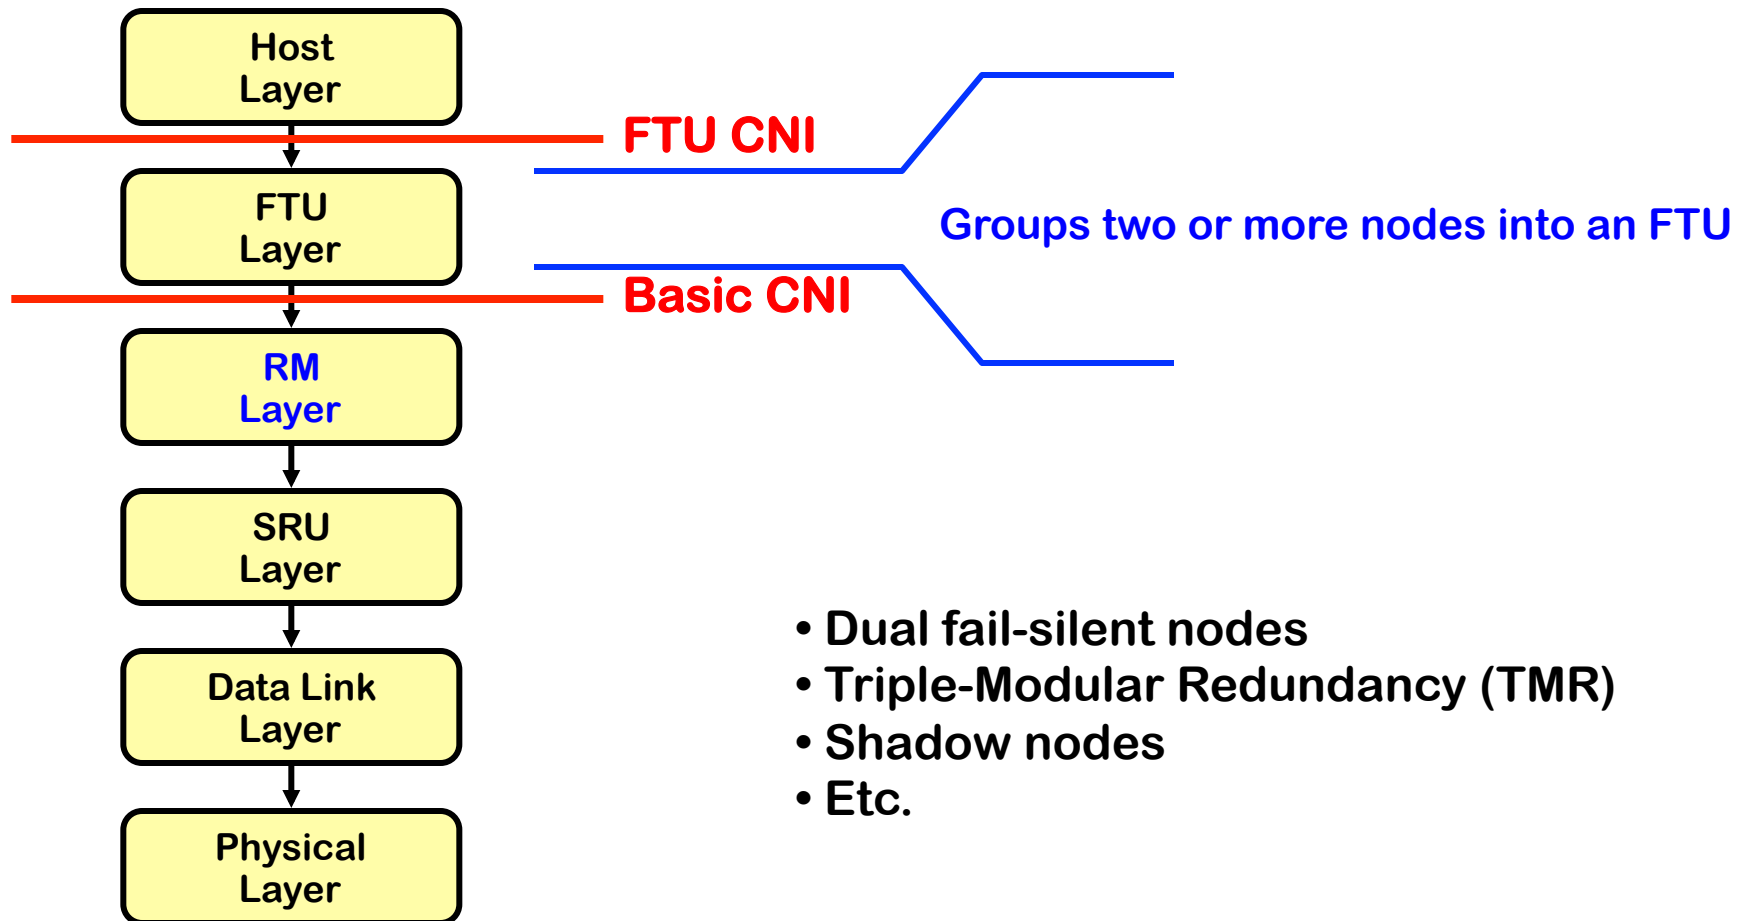 Host
Layer
FTU CNI
FTU
Layer
Groups two or more nodes into an FTU
Basic CNI
RM
Layer
SRU
Layer
• Dual fail-silent nodes
• Triple-Modular Redundancy (TMR)
• Shadow nodes
• Etc.
Data Link
Layer
Physical
Layer